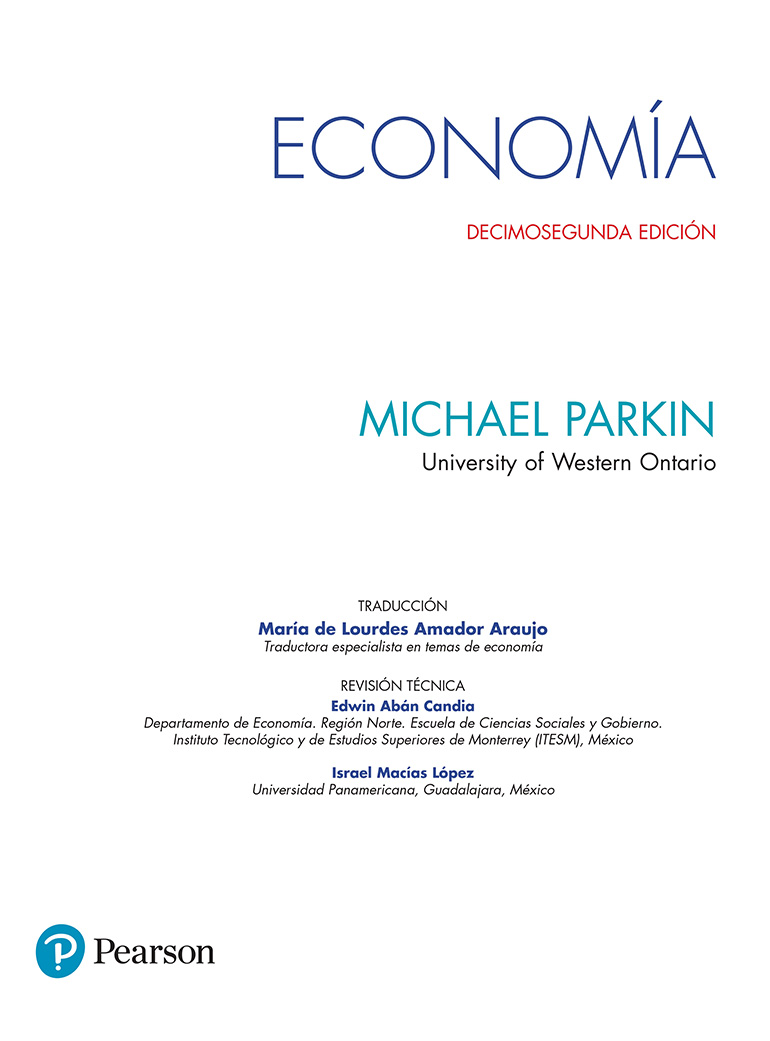 ECONOMÍA
DECIMOSEGUNDA EDICIÓN
MICHAEL PARKIN
University of Western Ontario
TRADUCCIÓN
María de Lourdes Amador Araujo
Traductora especialista en temas de economía
REVISIÓN TÉCNICA
Edwin Abán Candia
Departamento de Economía. Región Norte. Escuela de Ciencias Sociales y Gobierno.
Instituto Tecnológico y de Estudios Superiores de Monterrey (ITESM), México
Israel Macías López
Universidad Panamericana, Guadalajara, México
Pearson